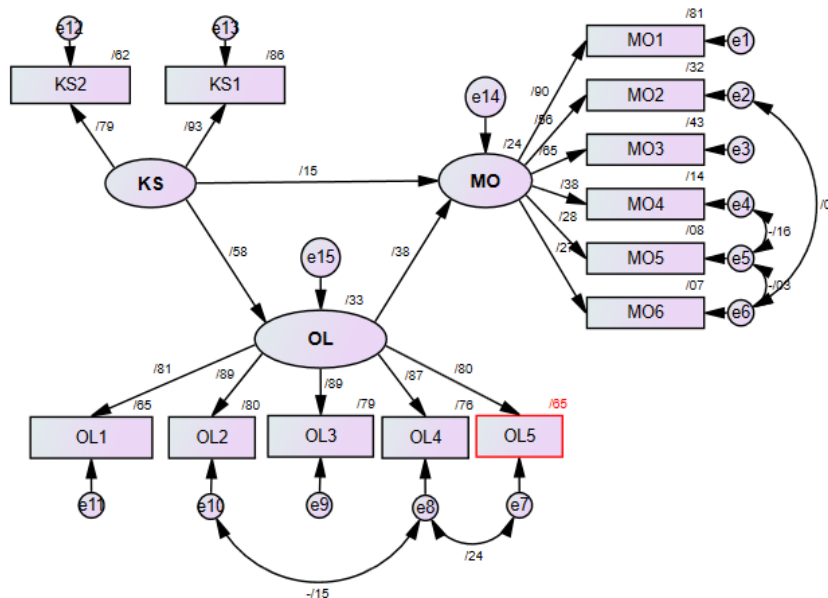 e12
e13
/62
/86
KS2
KS1
/79
/93
KS
/15
/58
e14
/24
MO
/81
MO1
e1
/90
/32
MO2
e2
/56
/43
MO3
e3
/65
/14
MO4
e4
/38
/08
MO5
e5
/28
/07
MO6
e6
/27
/0
-/16
-/03
e15
/38
/33
OL
/81
/89
/89
/87
/80
/65
/80
/79
/76
/65
OL1
OL2
OL3
OL4
OL5
e11
e10
e9
e8
e7
/24
-/15